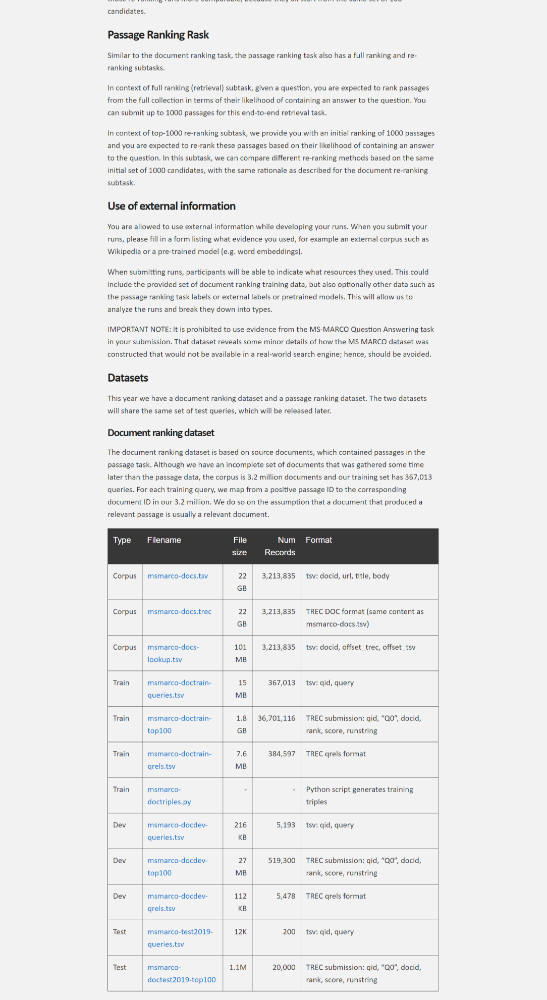 those re-ranking runs more comparable, because they all start from the same set of 100
candidates.
Passage Ranking Rask
Similar to the document ranking task, the passage ranking task also has a full ranking and re-
ranking subtasks.
In context of full ranking (retrieval) subtask, given a question, you are expected to rank passages
from the full collection in terms of their likelihood of containing an answer to the question. You
can submit up to 1000 passages for this end-to-end retrieval task.
In context of top-1000 re-ranking subtask, we provide you with an initial ranking of 1000 passages
and you are expected to re-rank these passages based on their likelihood of containing an answer
to the question. In this subtask, we can compare different re-ranking methods based on the same
initial set of 1000 candidates, with the same rationale as described for the document re-ranking
subtask.
Use of external information
You are allowed to use external information while developing your runs. When you submit your
runs, please fill in a form listing what evidence you used, for example an external corpus such as
Wikipedia or a pre-trained model (e.g. word embeddings).
When submitting runs, participants will be able to indicate what resources they used. This could
include the provided set of document ranking training data, but also optionally other data such as
the passage ranking task labels or external labels or pretrained models. This will allow us to
analyze the runs and break they down into types.
IMPORTANT NOTE: It is prohibited to use evidence from the MS-MARCO Question Answering task
in your submission. That dataset reveals some minor details of how the MS MARCO dataset was
constructed that would not be available in a real-world search engine; hence, should be avoided.
Datasets
This year we have a document ranking dataset and a passage ranking dataset. The two datasets
will share the same set of test queries, which will be released later.
Document ranking dataset
The document ranking dataset is based on source documents, which contained passages in the
passage task. Although we have an incomplete set of documents that was gathered some time
later than the passage data, the corpus is 3.2 million documents and our training set has 367,013
queries. For each training query, we map from a positive passage ID to the corresponding
document ID in our 3.2 million. We do so on the assumption that a document that produced a
relevant passage is usually a relevant document.
Type Filename File Num Format
size Records
Corpus msmarco-docs.tsv 22 3,213,835 tsv: docid, url, title, body
GB
Corpus msmarco-docs.trec 22 3,213,835 TREC DOC format (same content as
GB msmarco-docs.tsv)
Corpus msmarco-docs- 101 3,213,835 tsv: docid, offset_trec, offset_tsv
lookup.tsv MB
Train msmarco-doctrain- 15 367,013 tsv: qid, query
queries.tsv MB
Train msmarco-doctrain- 1.8 36,701,116 TREC submission: qid, “Q0”, docid,
top100 GB rank, score, runstring
Train msmarco-doctrain- 7.6 384,597 TREC qrels format
qrels.tsv MB
Train msmarco- - - Python script generates training
doctriples.py triples
Dev msmarco-docdev- 216 5,193 tsv: qid, query
queries.tsv KB
Dev msmarco-docdev- 27 519,300 TREC submission: qid, “Q0”, docid,
top100 MB rank, score, runstring
Dev msmarco-docdev- 112 5,478 TREC qrels format
qrels.tsv KB
Test msmarco-test2019- 12K 200 tsv: qid, query
queries.tsv
Test msmarco- 1.1M 20,000 TREC submission: qid, “Q0”, docid,
doctest2019-top100 rank, score, runstring